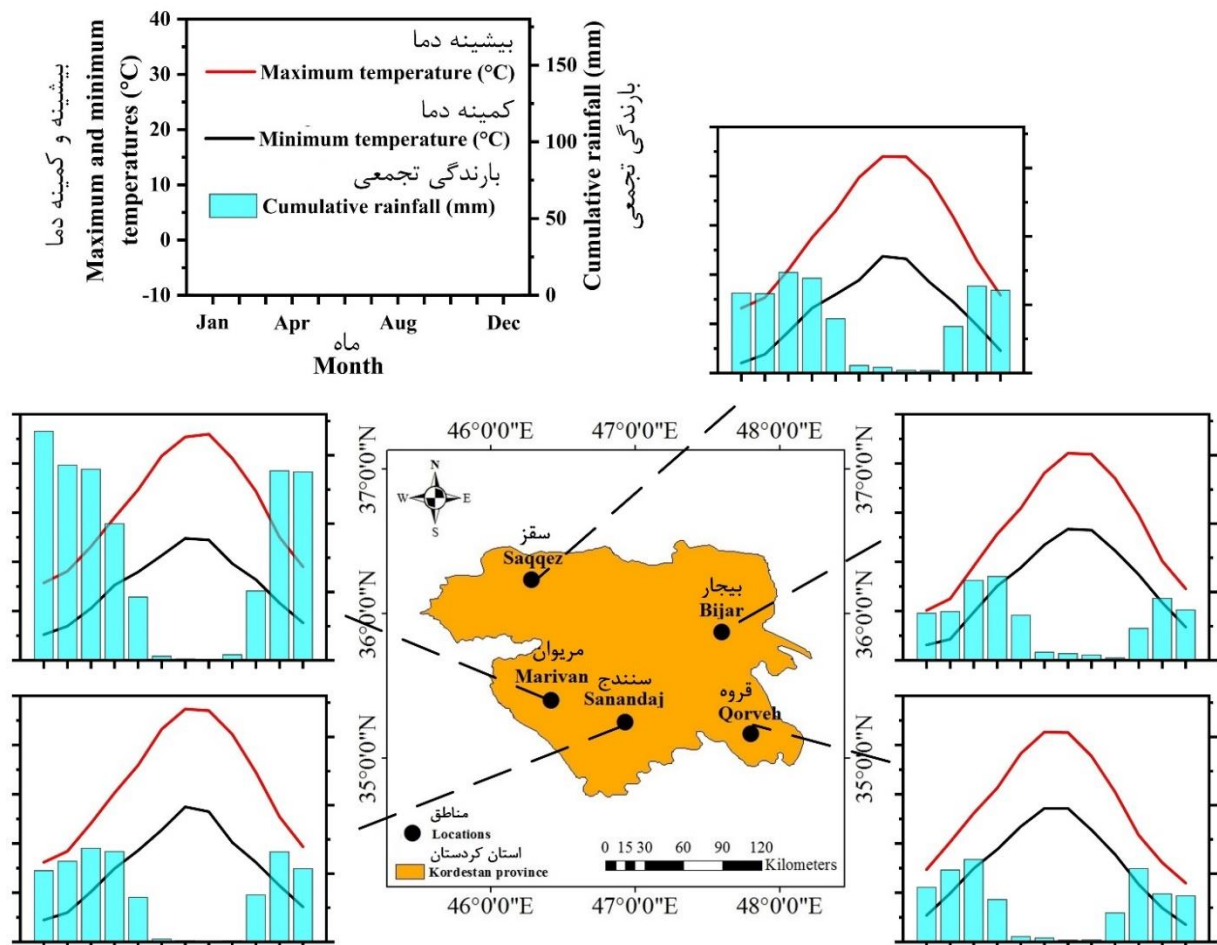 بیشینه و کمینه دما
Maximum and minimum
temperatures (°C)
40
30
20
10
0
-10
بیشینه دما
Maximum temperature (°C)
کمینه دما
Minimum temperature (°C)
بارندگی تجمعی
Cumulative rainfall (mm)
150
100
50
0
Cumulative rainfall (mm)
بارندگی تجمعی
Jan Apr Aug Dec
ماه
Month
46°0'0"E 47°0'0"E 48°0'0"E
37°0'0"N
36°0'0"N
35°0'0"N
37°0'0"N
36°0'0"N
35°0'0"N
N
W E
S
سقز
Saqqez
بیجار
Bijar
مریوان
Marivan
سنندج
Sanandaj
قروه
Qorveh
مناطق
Locations
استان کردستان
Kordestan province
0 15 30 60 90 120
Kilometers
46°0'0"E 47°0'0"E 48°0'0"E